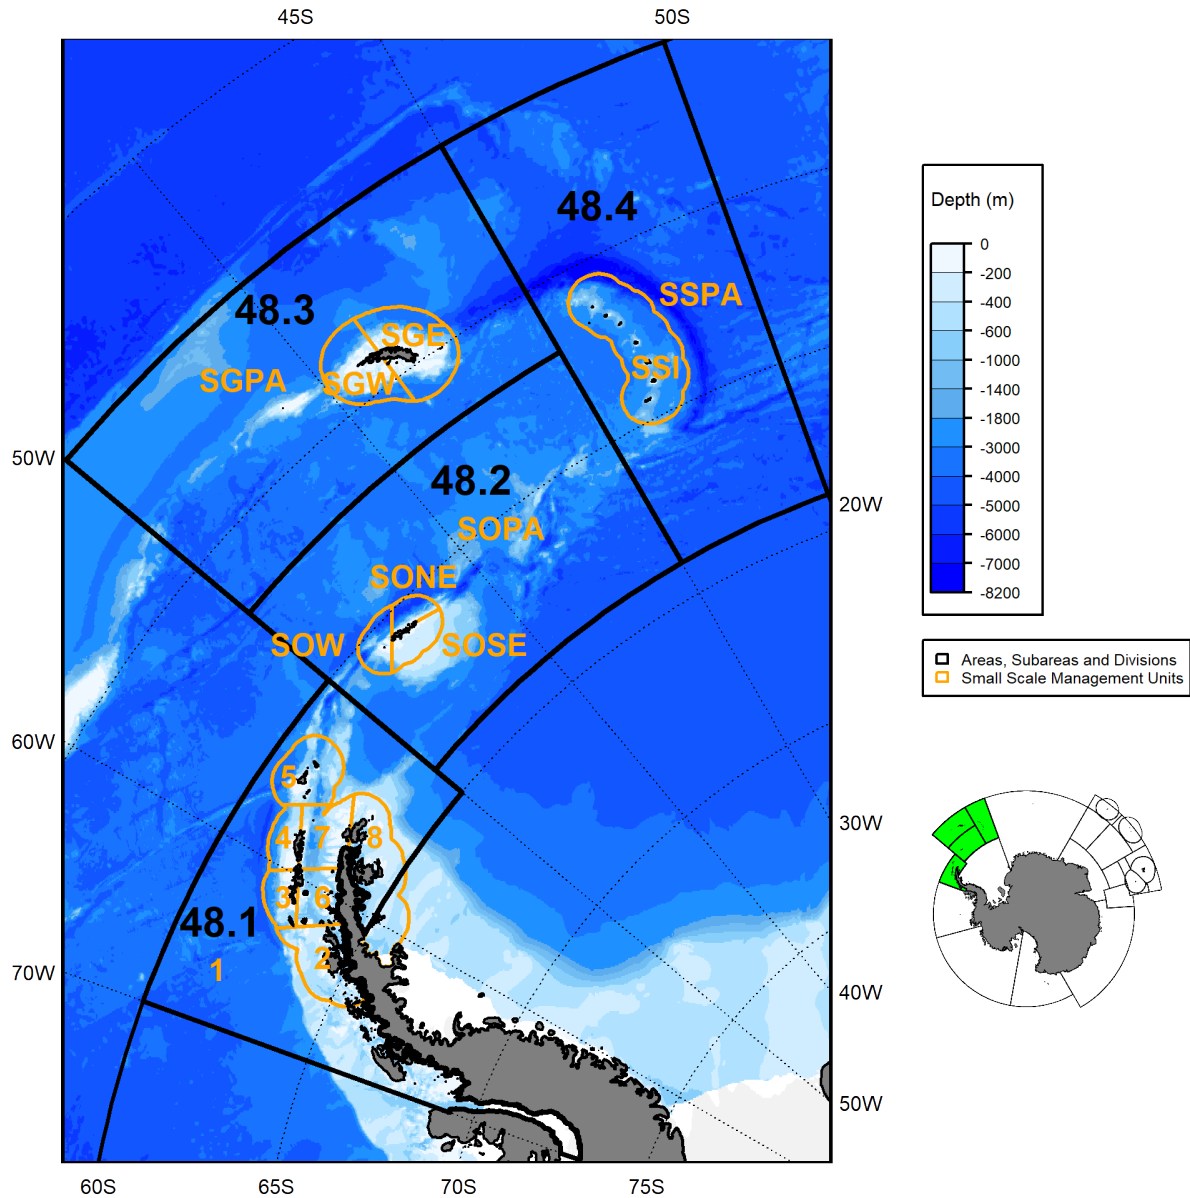 45S
50S
48.4
SSPA
48.3
SGE
SGPA
SGW
SSI
50W
48.2
20W
SOPA
SONE
SOW
SOSE
60W
5
4
7
8
30W
3
6
48.1
2
1
70W
40W
50W
60S
65S
70S
75S
Depth (m)
0
-200
-400
-600
-1000
-1400
-1800
-3000
-4000
-5000
-6000
-7000
-8200
Areas, Subareas and Divisions
Small Scale Management Units